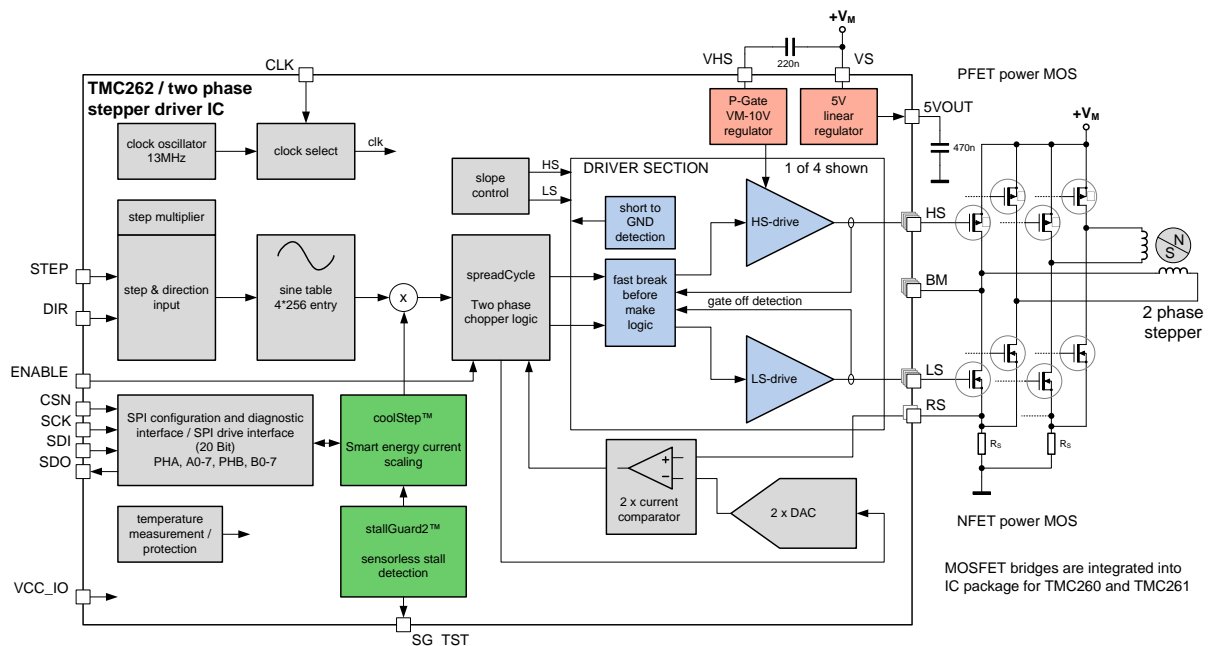 +VM
CLK
VHS
220n
VS
PFET power MOS
TMC262 / two phase
stepper driver IC
P-Gate
VM-10V
regulator
5V
linear
regulator
5VOUT
+VM
470n
clock oscillator
13MHz
clock select
clk
slope
control
HS
LS
DRIVER SECTION
1 of 4 shown
short to
GND
detection
HS-drive
HS
step multiplier
step & direction
input
STEP
DIR
sine table
4*256 entry
x
spreadCycle
Two phase
chopper logic
fast break
before
make
logic
gate off detection
BM
N
S
2 phase
stepper
LS-drive
LS
RS
ENABLE
CSN
SCK
SDI
SDO
SPI configuration and diagnostic
interface / SPI drive interface
(20 Bit)
PHA, A0-7, PHB, B0-7
coolStep™
Smart energy current
scaling
+
−
2 x current
comparator
2 x DAC
RS
RS
NFET power MOS
temperature
measurement /
protection
stallGuard2™
sensorless stall
detection
MOSFET bridges are integrated into
IC package for TMC260 and TMC261
VCC_IO
SG_TST